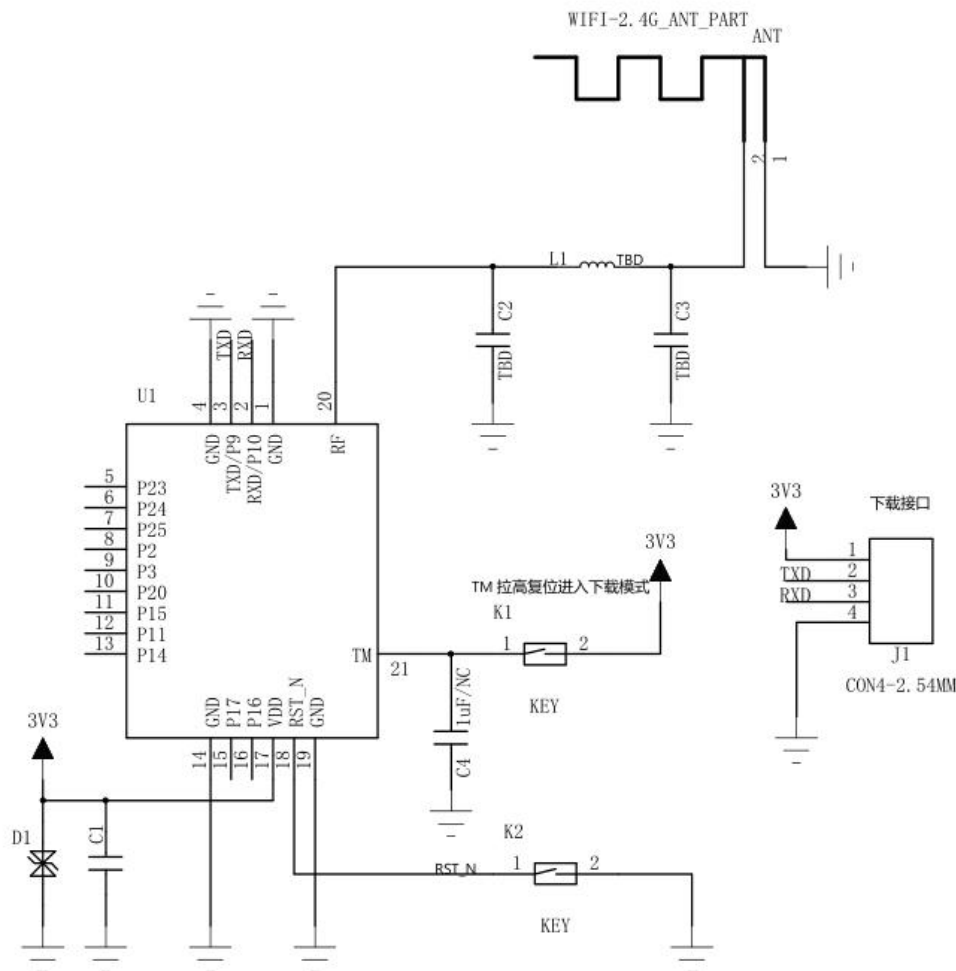 WIFI-2.4G_ANT_PART
ANT
2
1
L1
TBD
C2
TBD
C3
TBD
TXD
RXD
U1
4
3
2
1
20
GND
TXD/P9
RXD/P10
GND
RF
5
P23
6
P24
7
P25
8
P2
9
P3
10
P20
11
P15
12
P11
13
P14
TM
21
3V3
下载接口
1
TXD
2
RXD
3
4
J1
CON4-2.54MM
3V3
TM 拉高复位进入下载模式
K1
1
2
KEY
1uF/NC
C4
GND
P17
P16
VDD
RST_N
GND
14
15
16
17
18
19
3V3
D1
C1
K2
RST_N
1
2
KEY